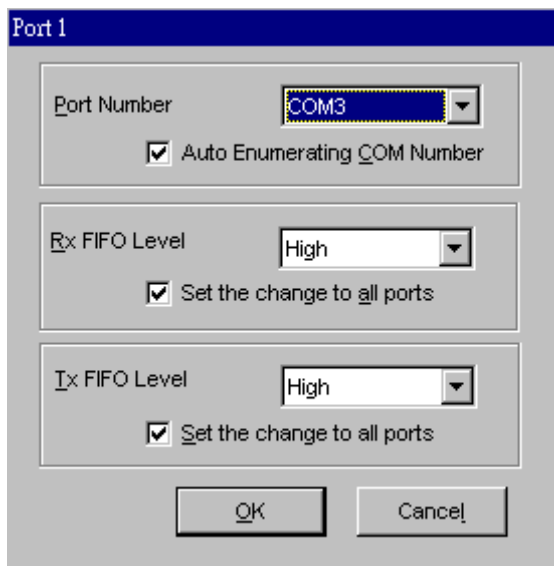 Port 1
Port Number
COM3
Auto Enumerating COM Number
Rx FIFO Level
High
Set the change to all ports
Tx FIFO Level
High
Set the change to all ports
OK
Cancel